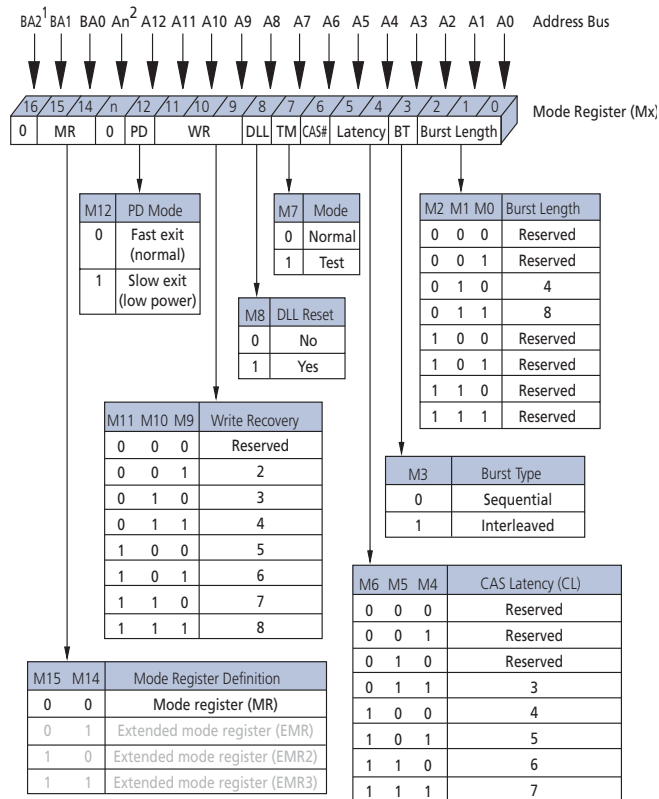 BA2¹ BA1 BA0 An² A12 A11 A10 A9 A8 A7 A6 A5 A4 A3 A2 A1 A0 Address Bus
16 15 14 n 12 11 10 9 8 7 6 5 4 3 2 1 0 Mode Register (Mx)
0 MR 0 PD WR DLL TM CAS# Latency BT Burst Length
M12 PD Mode
0 Fast exit
(normal)
1 Slow exit
(low power)
M7 Mode
0 Normal
1 Test
M2 M1 M0 Burst Length
0 0 0 Reserved
0 0 1 Reserved
0 1 0 4
0 1 1 8
1 0 0 Reserved
1 0 1 Reserved
1 1 0 Reserved
1 1 1 Reserved
M8 DLL Reset
0 No
1 Yes
M11 M10 M9 Write Recovery
0 0 0 Reserved
0 0 1 2
0 1 0 3
0 1 1 4
1 0 0 5
1 0 1 6
1 1 0 7
1 1 1 8
M3 Burst Type
0 Sequential
1 Interleaved
M6 M5 M4 CAS Latency (CL)
0 0 0 Reserved
0 0 1 Reserved
0 1 0 Reserved
0 1 1 3
1 0 0 4
1 0 1 5
1 1 0 6
1 1 1 7
M15 M14 Mode Register Definition
0 0 Mode register (MR)
0 1 Extended mode register (EMR)
1 0 Extended mode register (EMR2)
1 1 Extended mode register (EMR3)